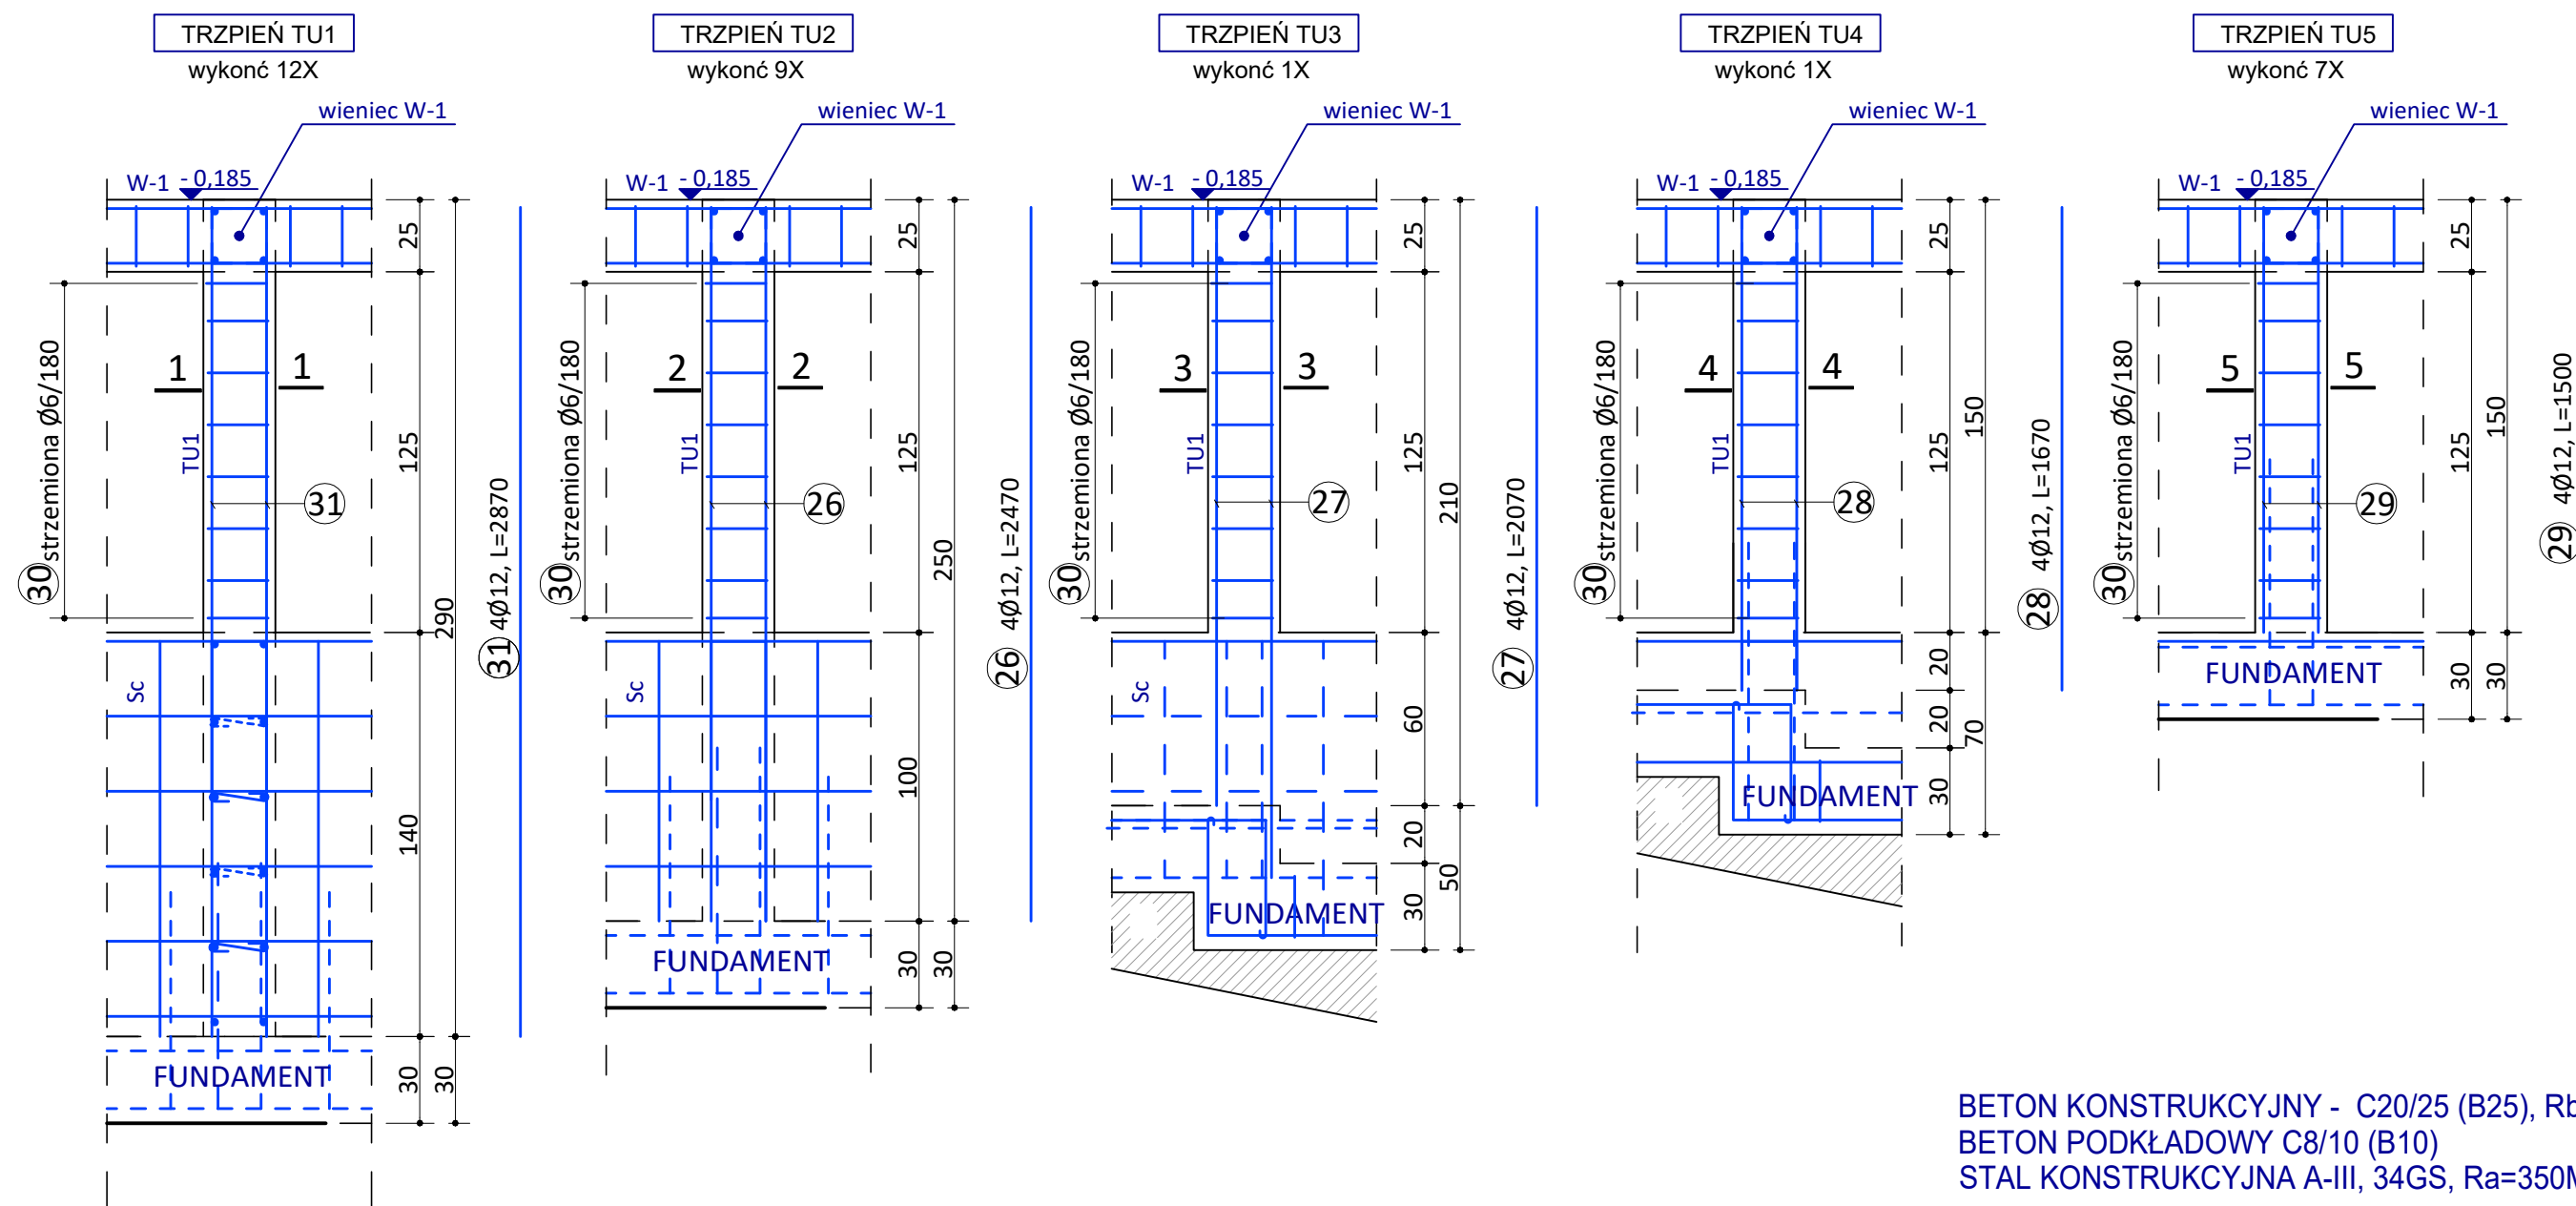 TRZPIEŃ TU1
wykonć 12X
wieniec W-1
W-1 - 0,185
25
125
290
140
30
30
1 1
TU1
31
30 strzemiona Ø6/180
Sc
FUNDAMENT
31 4Ø12, L=2870
TRZPIEŃ TU2
wykonć 9X
wieniec W-1
W-1 - 0,185
25
125
250
100
30
30
2 2
TU1
26
30 strzemiona Ø6/180
Sc
FUNDAMENT
26 4Ø12, L=2470
TRZPIEŃ TU3
wykonć 1X
wieniec W-1
W-1 - 0,185
25
125
210
60
20
30
50
3 3
TU1
27
30 strzemiona Ø6/180
Sc
FUNDAMENT
27 4Ø12, L=2070
TRZPIEŃ TU4
wykonć 1X
wieniec W-1
W-1 - 0,185
25
125
150
20
20
30
70
4 4
TU1
28
30 strzemiona Ø6/180
FUNDAMENT
28 4Ø12, L=1670
TRZPIEŃ TU5
wykonć 7X
wieniec W-1
W-1 - 0,185
25
125
150
30
30
5 5
TU1
29
30 strzemiona Ø6/180
FUNDAMENT
29 4Ø12, L=1500
BETON KONSTRUKCYJNY - C20/25 (B25), Rb
BETON PODKŁADOWY C8/10 (B10)
STAL KONSTRUKCYJNA A-III, 34GS, Ra=350M